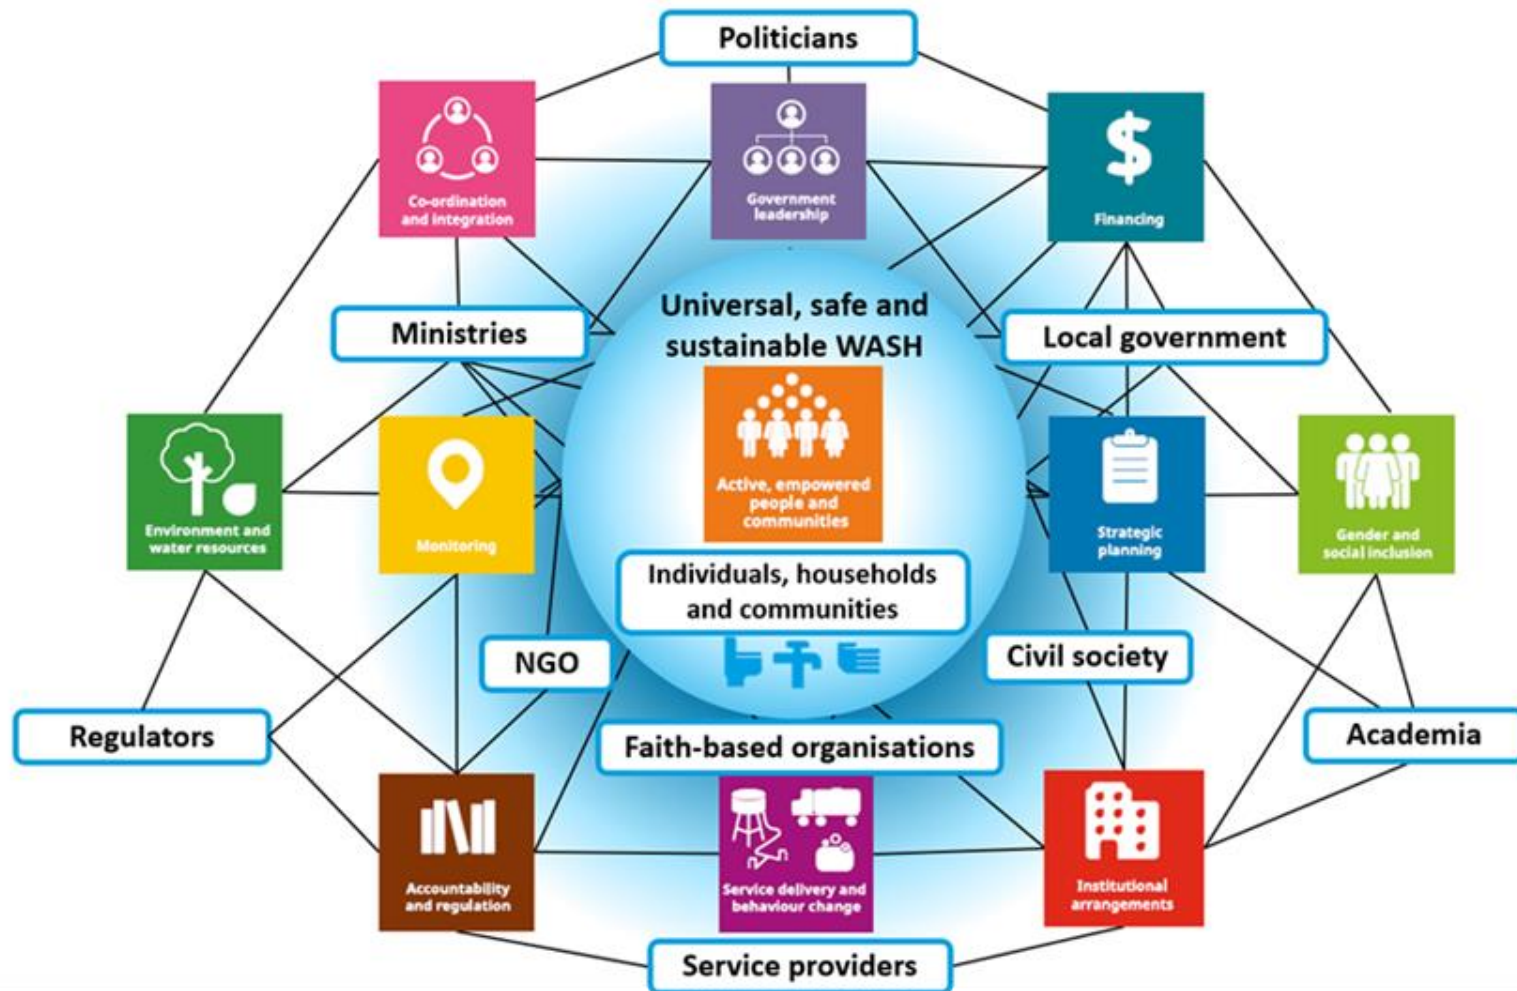 Politicians
Co-ordination
and integration
Government
leadership
$
Financing
Universal, safe and
sustainable WASH
Ministries
Local government
Active, empowered
people and
communities
Environment and
water resources
Monitoring
Strategic
planning
Gender and
social inclusion
Individuals, households
and communities
NGO
Civil society
Regulators
Faith-based organisations
Academia
Accountability
and regulation
Service delivery and
behaviour change
Institutional
arrangements
Service providers